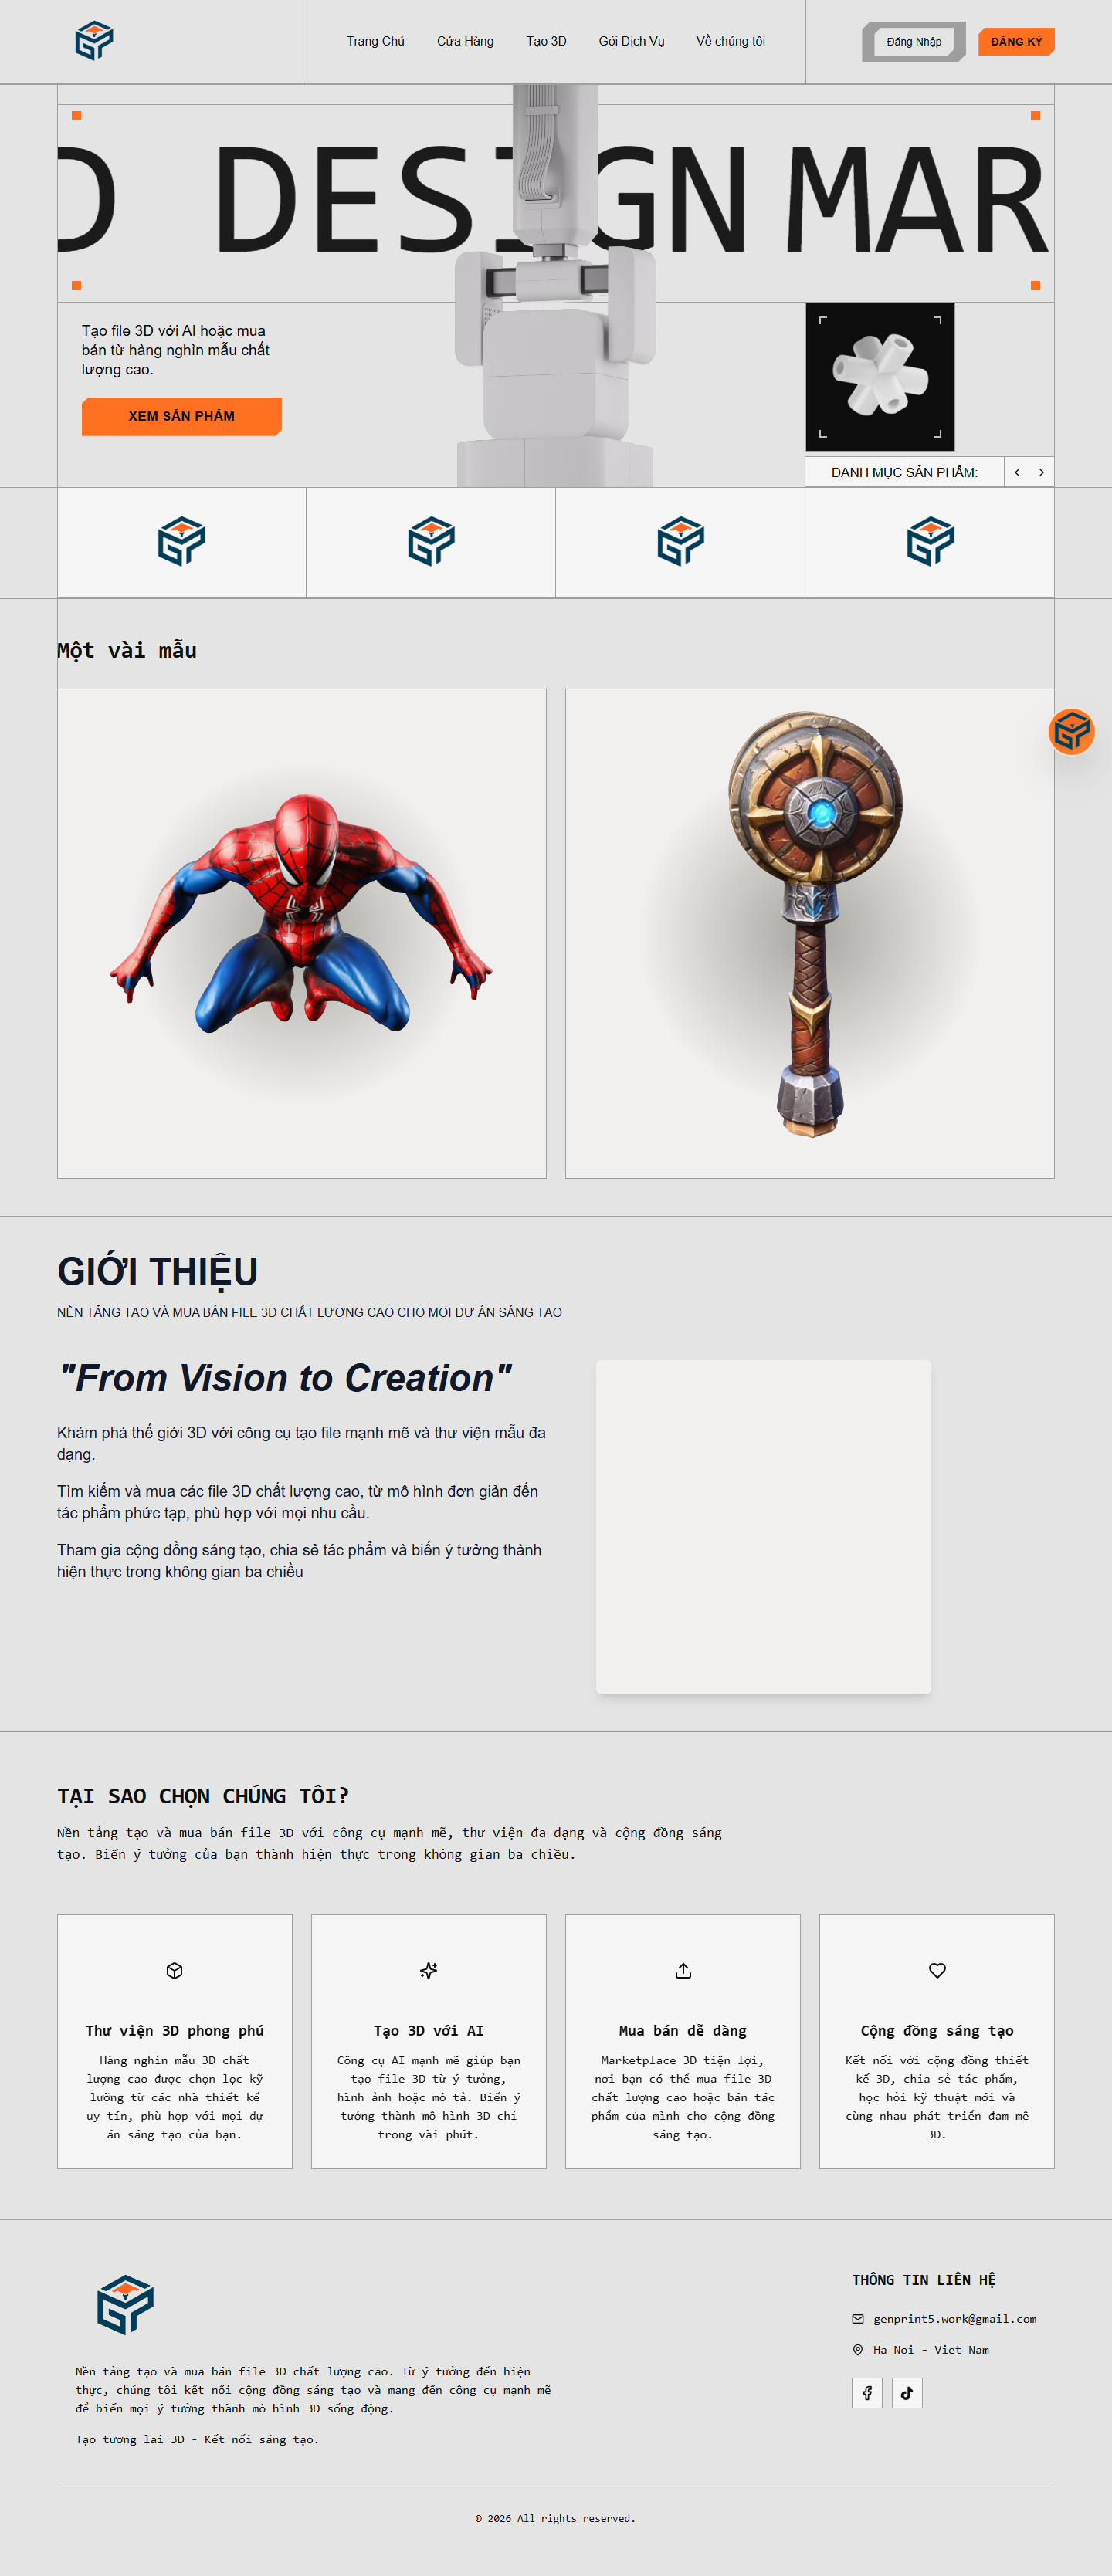 GP
Trang Chủ
Cửa Hàng
Tạo 3D
Gói Dịch Vụ
Về chúng tôi
Đăng Nhập
ĐĂNG KÝ
D DESIGN MAR
Tạo file 3D với AI hoặc mua
bán từ hàng nghìn mẫu chất
lượng cao.
XEM SẢN PHẨM
DANH MỤC SẢN PHẨM:
GP
GP
GP
GP
Một vài mẫu
GP
GIỚI THIỆU
NỀN TẢNG TẠO VÀ MUA BÁN FILE 3D CHẤT LƯỢNG CAO CHO MỌI DỰ ÁN SÁNG TẠO
"From Vision to Creation"
Khám phá thế giới 3D với công cụ tạo file mạnh mẽ và thư viện mẫu đa
dạng.
Tìm kiếm và mua các file 3D chất lượng cao, từ mô hình đơn giản đến
tác phẩm phức tạp, phù hợp với mọi nhu cầu.
Tham gia cộng đồng sáng tạo, chia sẻ tác phẩm và biến ý tưởng thành
hiện thực trong không gian ba chiều
TẠI SAO CHỌN CHÚNG TÔI?
Nền tảng tạo và mua bán file 3D với công cụ mạnh mẽ, thư viện đa dạng và cộng đồng sáng
tạo. Biến ý tưởng của bạn thành hiện thực trong không gian ba chiều.
Thư viện 3D phong phú
Hàng nghìn mẫu 3D chất
lượng cao được chọn lọc kỹ
lưỡng từ các nhà thiết kế
uy tín, phù hợp với mọi dự
án sáng tạo của bạn.
Tạo 3D với AI
Công cụ AI mạnh mẽ giúp bạn
tạo file 3D từ ý tưởng,
hình ảnh hoặc mô tả. Biến ý
tưởng thành mô hình 3D chỉ
trong vài phút.
Mua bán dễ dàng
Marketplace 3D tiện lợi,
nơi bạn có thể mua file 3D
chất lượng cao hoặc bán tác
phẩm của mình cho cộng đồng
sáng tạo.
Cộng đồng sáng tạo
Kết nối với cộng đồng thiết
kế 3D, chia sẻ tác phẩm,
học hỏi kỹ thuật mới và
cùng nhau phát triển đam mê
3D.
GP
Nền tảng tạo và mua bán file 3D chất lượng cao. Từ ý tưởng đến hiện
thực, chúng tôi kết nối cộng đồng sáng tạo và mang đến công cụ mạnh mẽ
để biến mọi ý tưởng thành mô hình 3D sống động.
Tạo tương lai 3D - Kết nối sáng tạo.
THÔNG TIN LIÊN HỆ
genprint5.work@gmail.com
Ha Noi - Viet Nam
© 2026 All rights reserved.